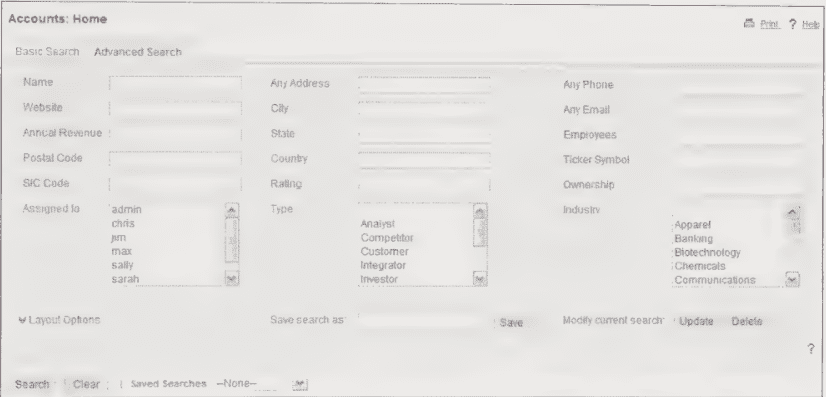 Accounts: Home
Print ? Help
Basic Search Advanced Search
Name Any Address Any Phone
Website City Any Email
Annual Revenue State Employees
Postal Code Country Ticker Symbol
SIC Code Rating Ownership
Assigned to admin Type Industry
chris Analyst Apparel
jim Competitor Banking
max Customer Biotechnology
sally Integrator Chemicals
sarah Investor Communications
Layout Options Save search as: Save Modify current search: Update Delete
?
Search Clear | Saved Searches --None--